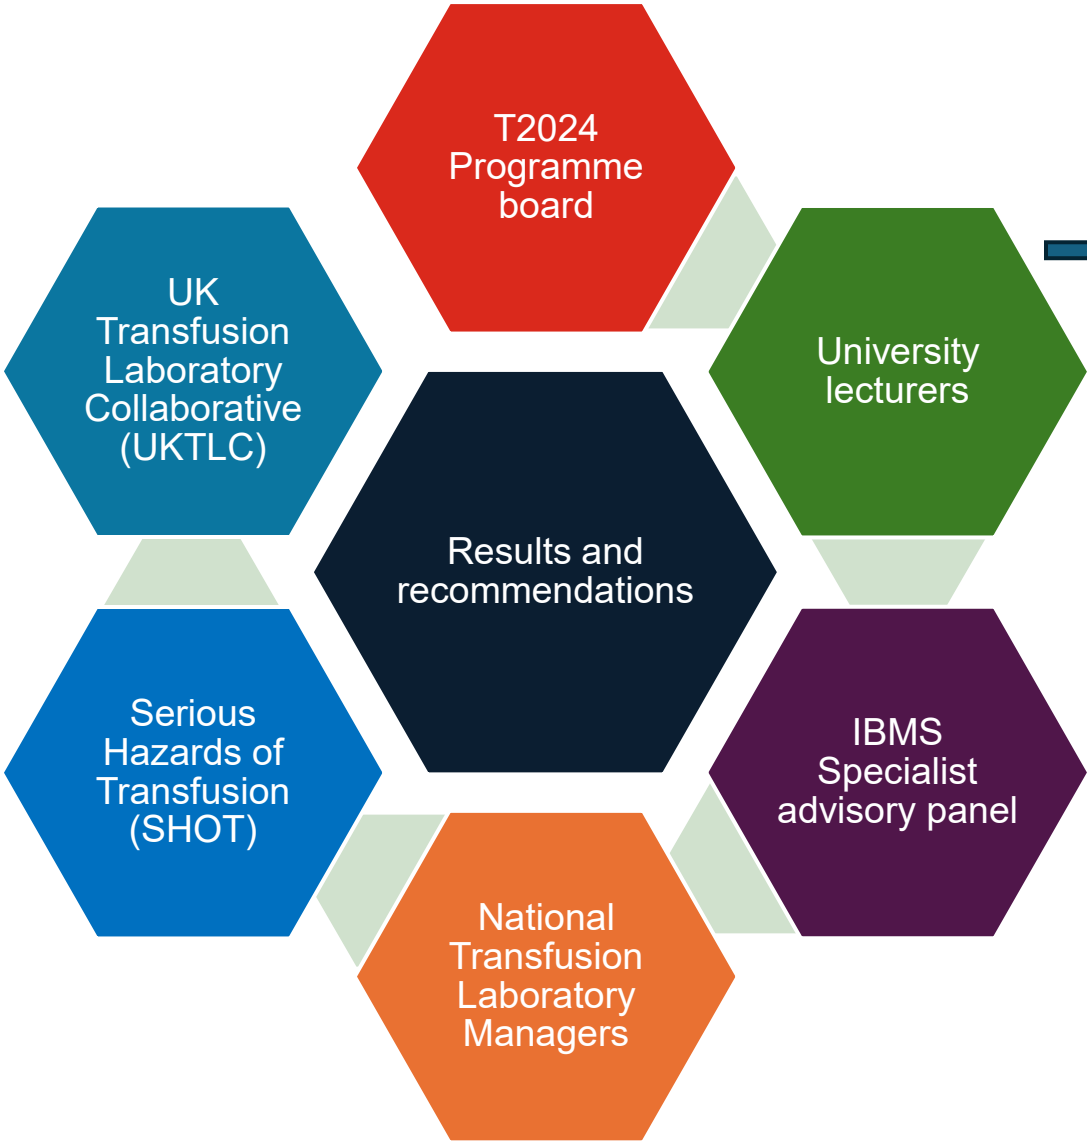 T2024
Programme
board
UK
Transfusion
Laboratory
Collaborative
(UKTLC)
University
lecturers
Results and
recommendations
Serious
Hazards of
Transfusion
(SHOT)
IBMS
Specialist
advisory panel
National
Transfusion
Laboratory
Managers